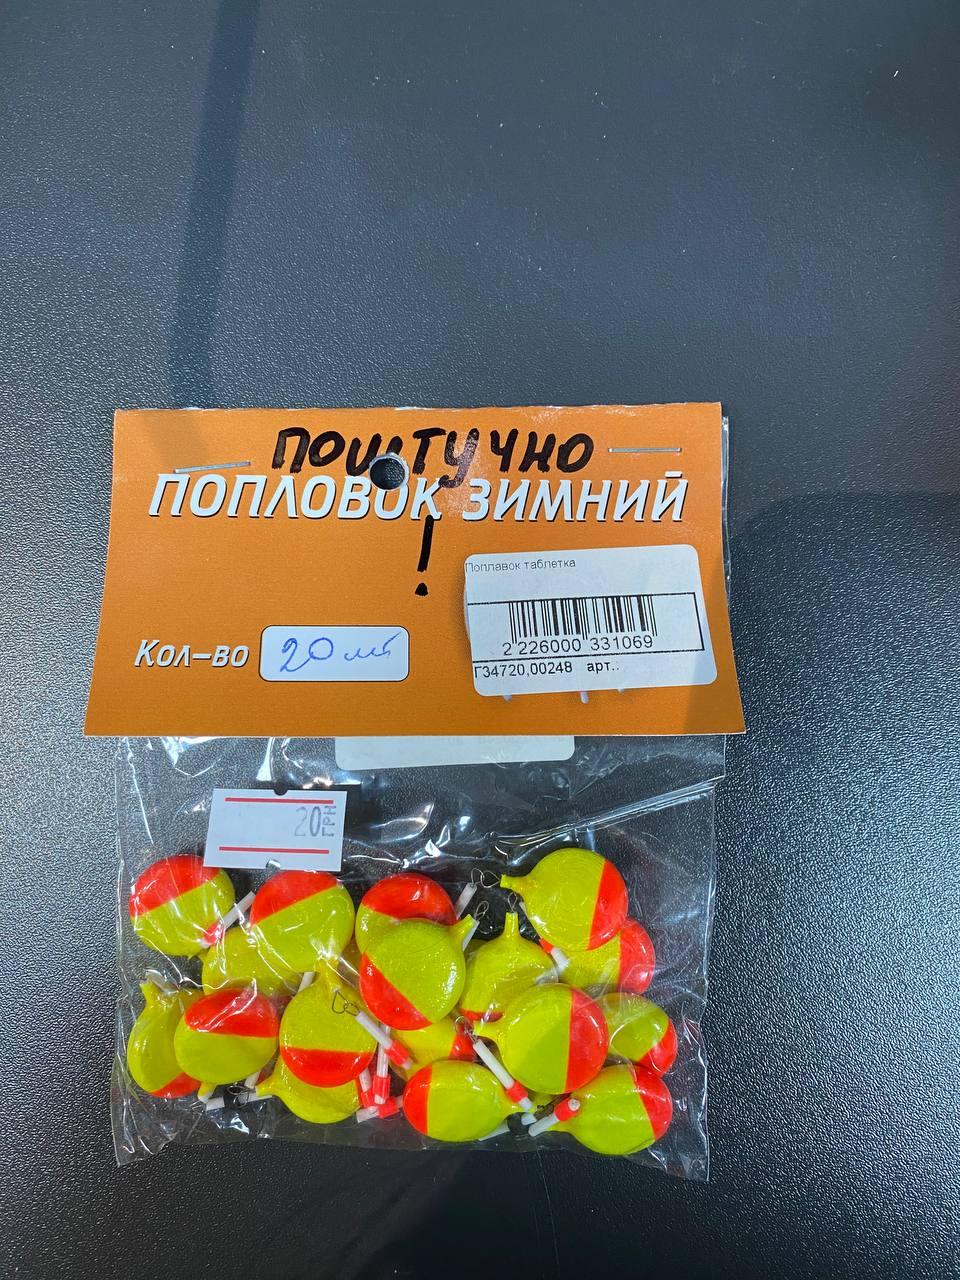 ПОШТУЧНО
ПОПЛОВОК ЗИМНИЙ
!
Поплавок таблетка
2 226000 331069
Г34720,00248 арт.:
Кол-во 20 шт
20 ГРН